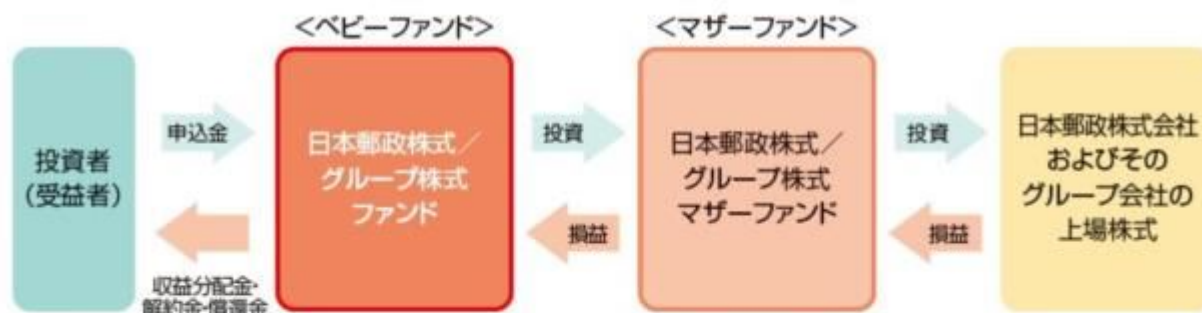 <ベビーファンド>
<マザーファンド>
投資者
(受益者)
申込金
収益分配金・
解約金・償還金
日本郵政株式／
グループ株式
ファンド
投資
損益
日本郵政株式／
グループ株式
マザーファンド
投資
損益
日本郵政株式会社
およびその
グループ会社の
上場株式